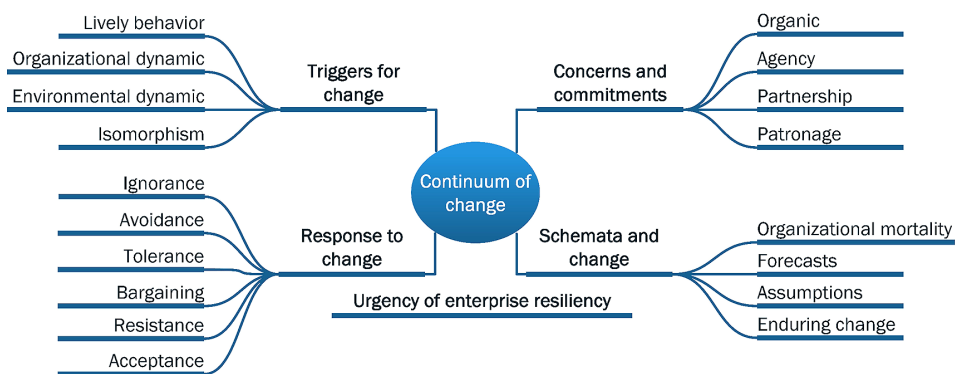 Lively behavior
Organizational dynamic
Environmental dynamic
Isomorphism
Triggers for
change
Concerns and
commitments
Organic
Agency
Partnership
Patronage
Continuum of
change
Ignorance
Avoidance
Tolerance
Bargaining
Resistance
Acceptance
Response to
change
Schemata and
change
Organizational mortality
Forecasts
Assumptions
Enduring change
Urgency of enterprise resiliency